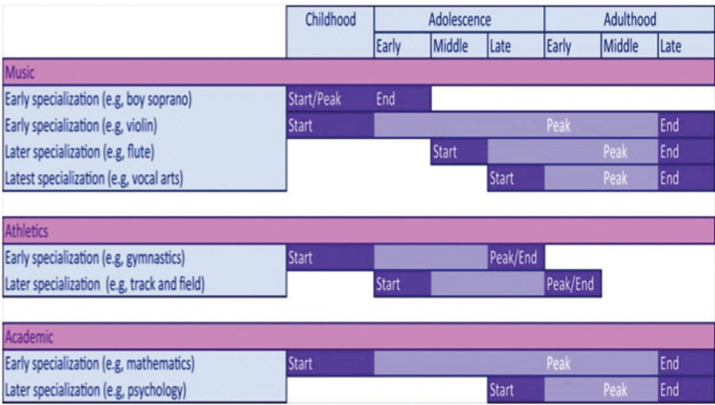 Childhood Adolescence Adulthood
Early Middle Late Early Middle Late
Music
Early specialization (e.g, boy soprano) Start/Peak End
Early specialization (e.g, violin) Start Peak End
Later specialization (e.g, flute) Start Peak End
Latest specialization (e.g, vocal arts) Start Peak End
Athletics
Early specialization (e.g, gymnastics) Start Peak/End
Later specialization (e.g, track and field) Start Peak/End
Academic
Early specialization (e.g, mathematics) Start Peak End
Later specialization (e.g, psychology) Start Peak End